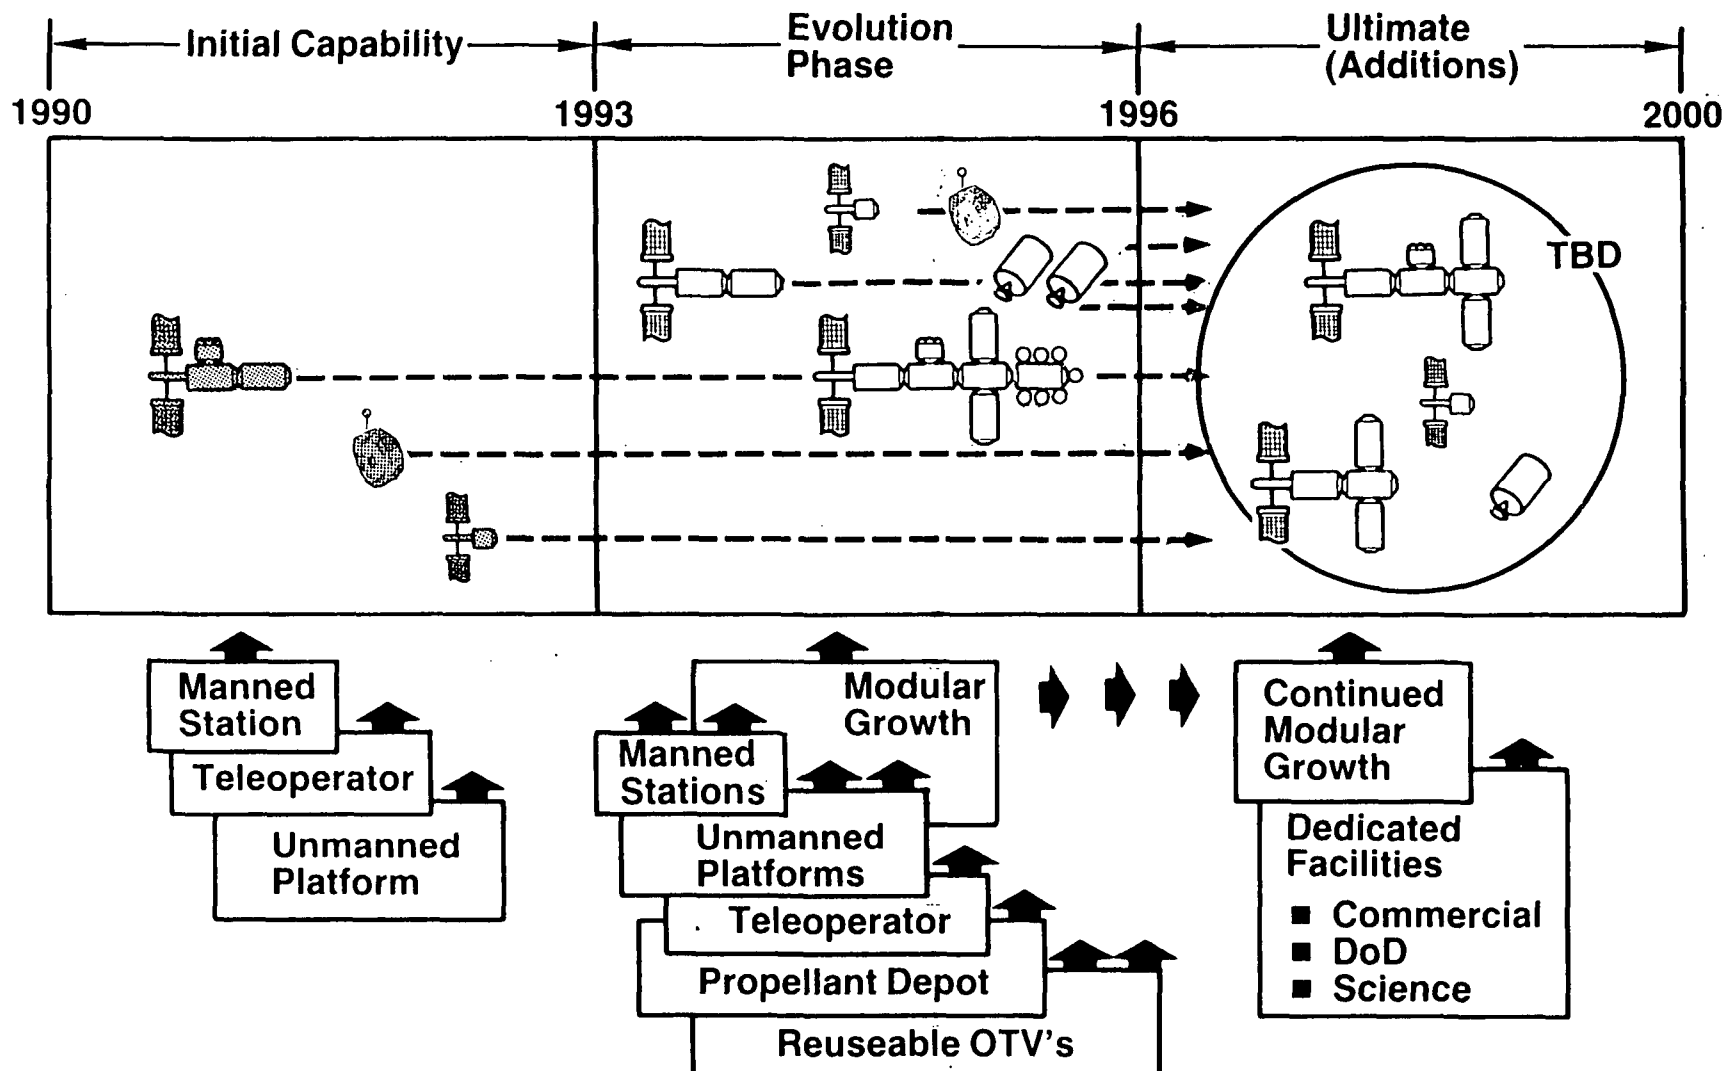 Initial Capability
Evolution
Phase
Ultimate
(Additions)
1990
1993
1996
2000
TBD
Manned
Station
Teleoperator
Unmanned
Platform
Modular
Growth
Manned
Stations
Unmanned
Platforms
Teleoperator
Propellant Depot
Reuseable OTV's
Continued
Modular
Growth
Dedicated
Facilities
■ Commercial
■ DoD
■ Science